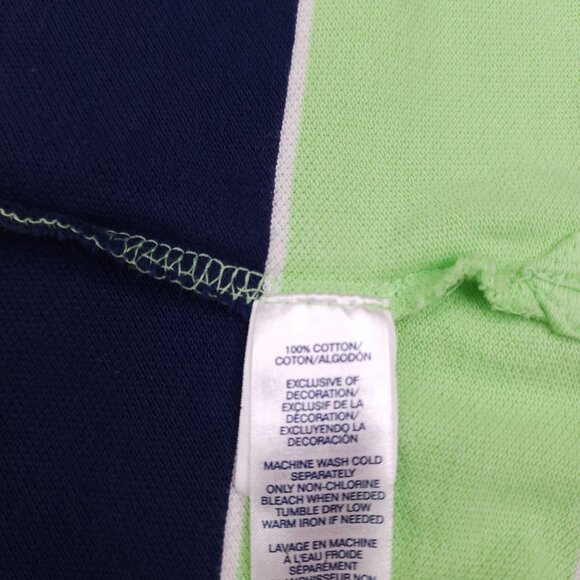 100% COTTON/
COTON/ALGODÓN
EXCLUSIVE OF
DECORATION/
EXCLUSIF DE LA
DÉCORATION/
EXCLUYENDO LA
DECORACIÓN
MACHINE WASH COLD
SEPARATELY
ONLY NON-CHLORINE
BLEACH WHEN NEEDED
TUMBLE DRY LOW
WARM IRON IF NEEDED
LAVAGE EN MACHINE
À L'EAU FROIDE
SÉPARÉMENT